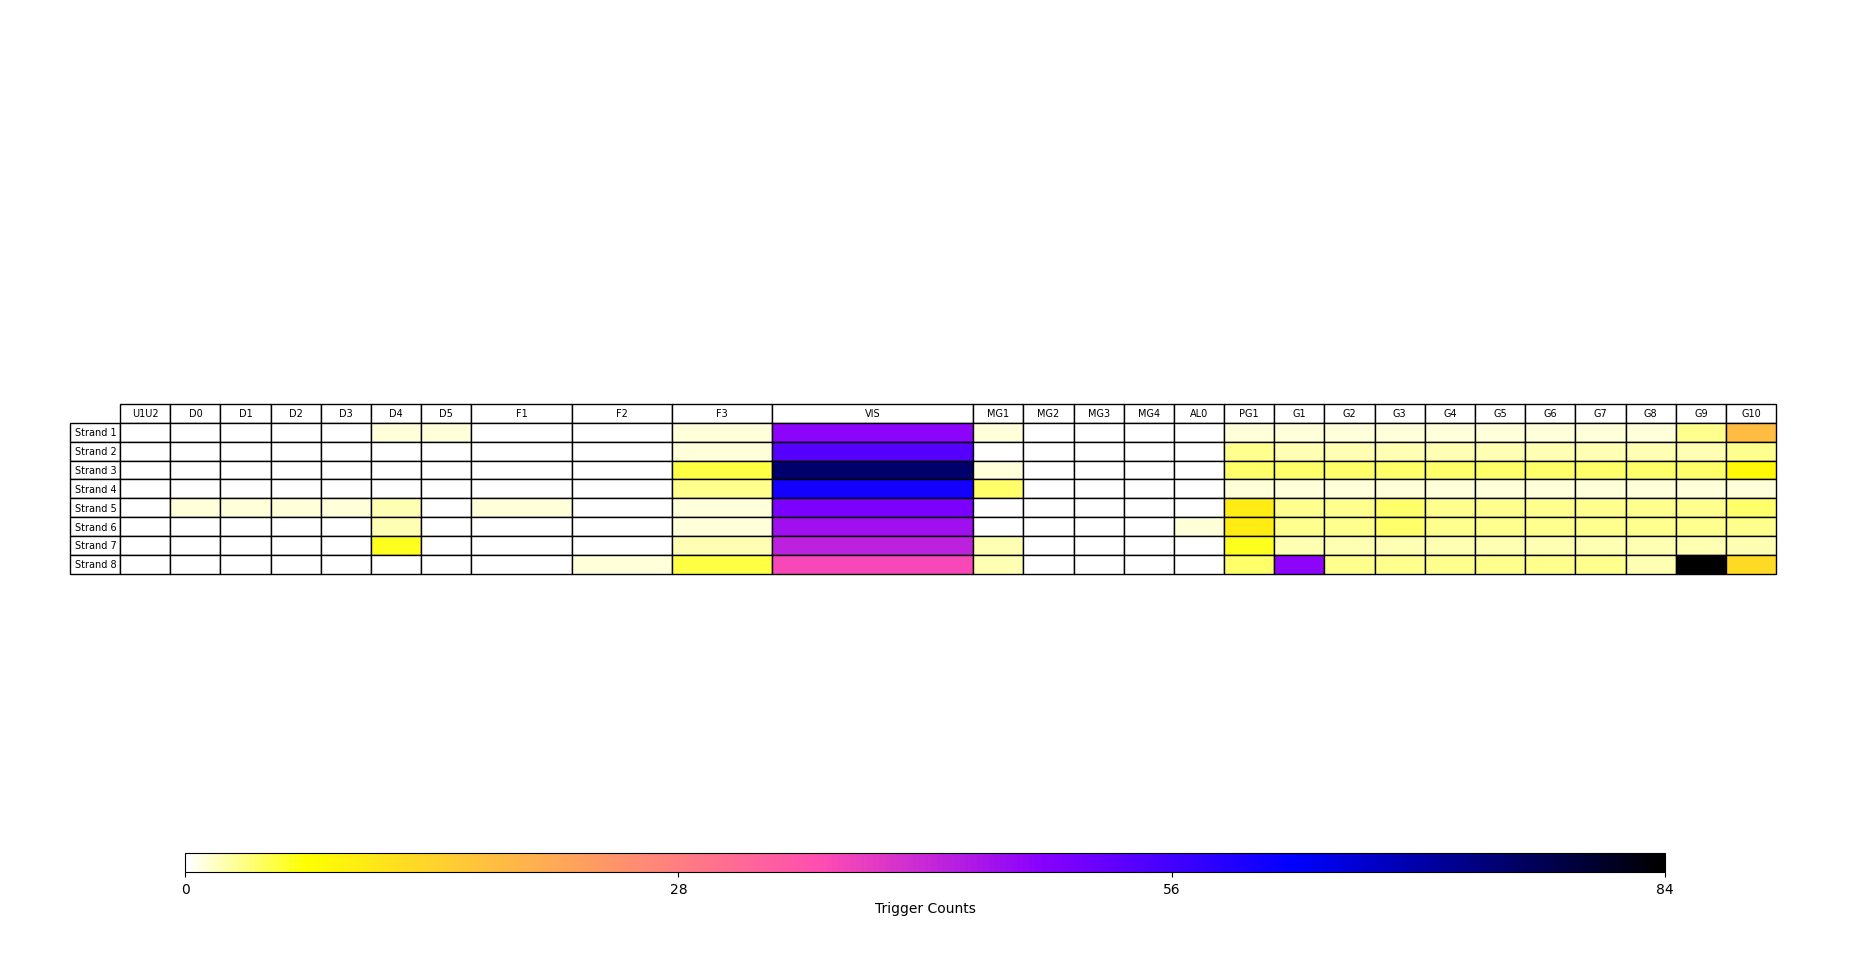 U1U2 D0 D1 D2 D3 D4 D5 F1 F2 F3 VIS MG1 MG2 MG3 MG4 AL0 PG1 G1 G2 G3 G4 G5 G6 G7 G8 G9 G10
Strand 1
Strand 2
Strand 3
Strand 4
Strand 5
Strand 6
Strand 7
Strand 8
0 28 56 84
Trigger Counts